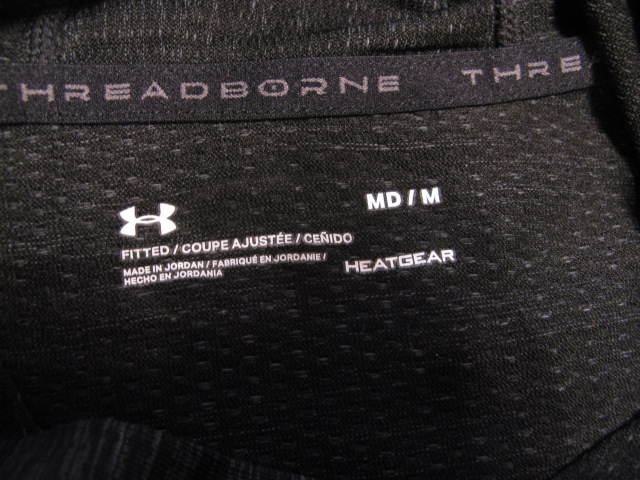 THREADBORNE THRE
MD / M
FITTED / COUPE AJUSTÉE / CEÑIDO
MADE IN JORDAN / FABRIQUÉ EN JORDANIE /
HECHO EN JORDANIA
HEATGEAR